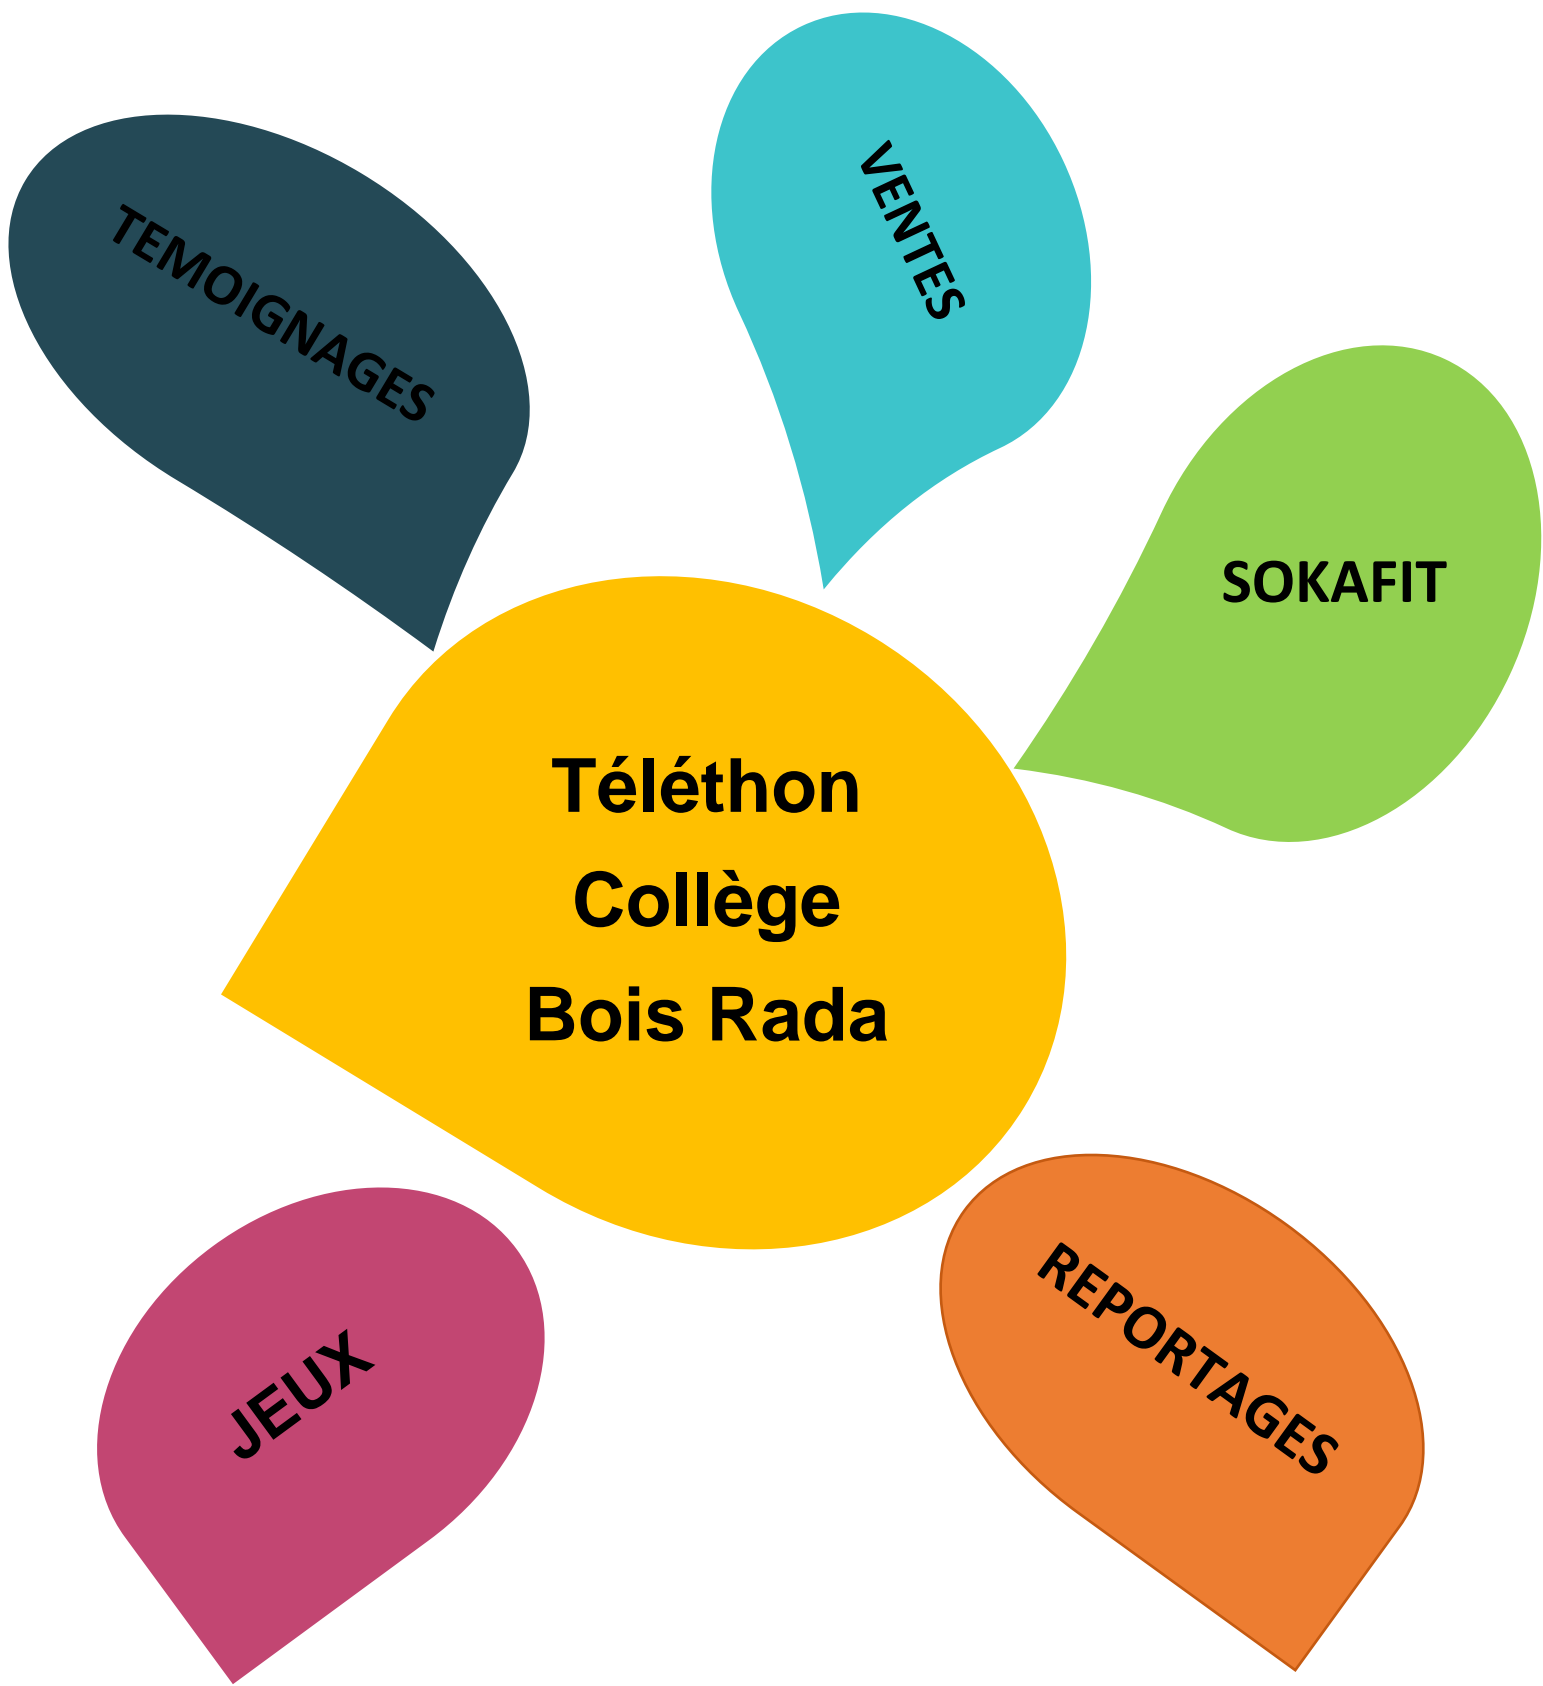 VENTES
TEMOIGNAGES
SOKAFIT
Téléthon
Collège
Bois Rada
JEUX
REPORTAGES